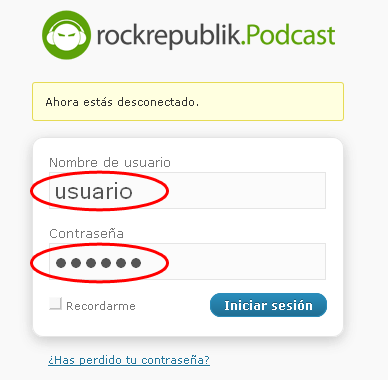 rockrepublik.Podcast
Ahora estás desconectado.
Nombre de usuario
usuario
Contraseña
●●●●●●
Recordarme
Iniciar sesión
¿Has perdido tu contraseña?